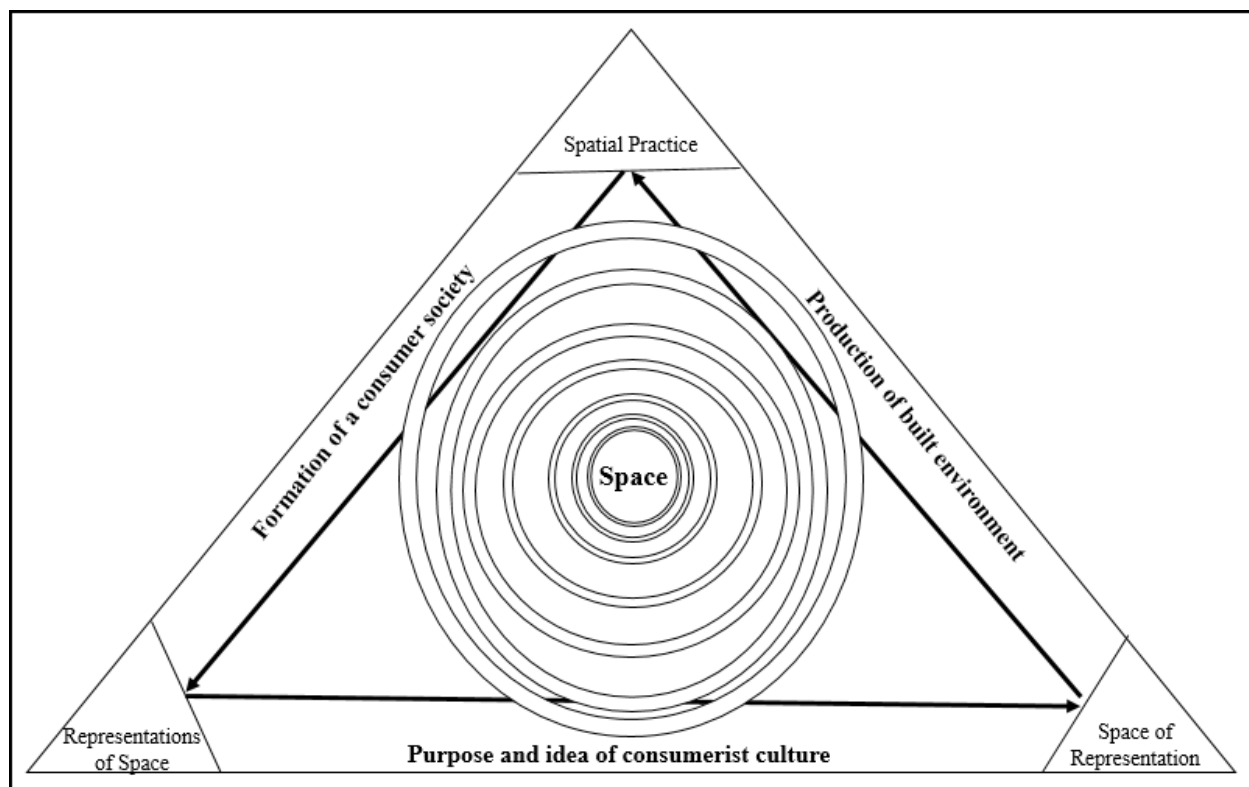 Spatial Practice
Formation of a consumer society
Production of built environment
Space
Representations
of Space
Purpose and idea of consumerist culture
Space of
Representation